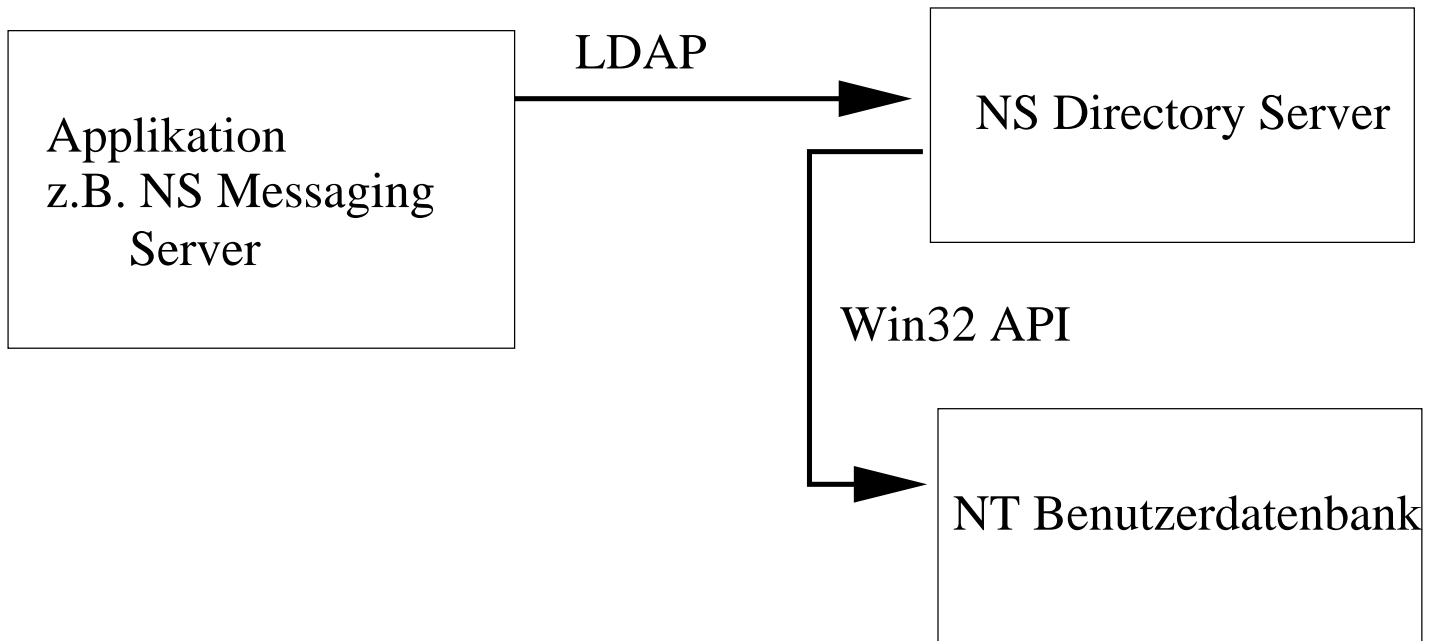 LDAP
Applikation
z.B. NS Messaging
Server
NS Directory Server
Win32 API
NT Benutzerdatenbank